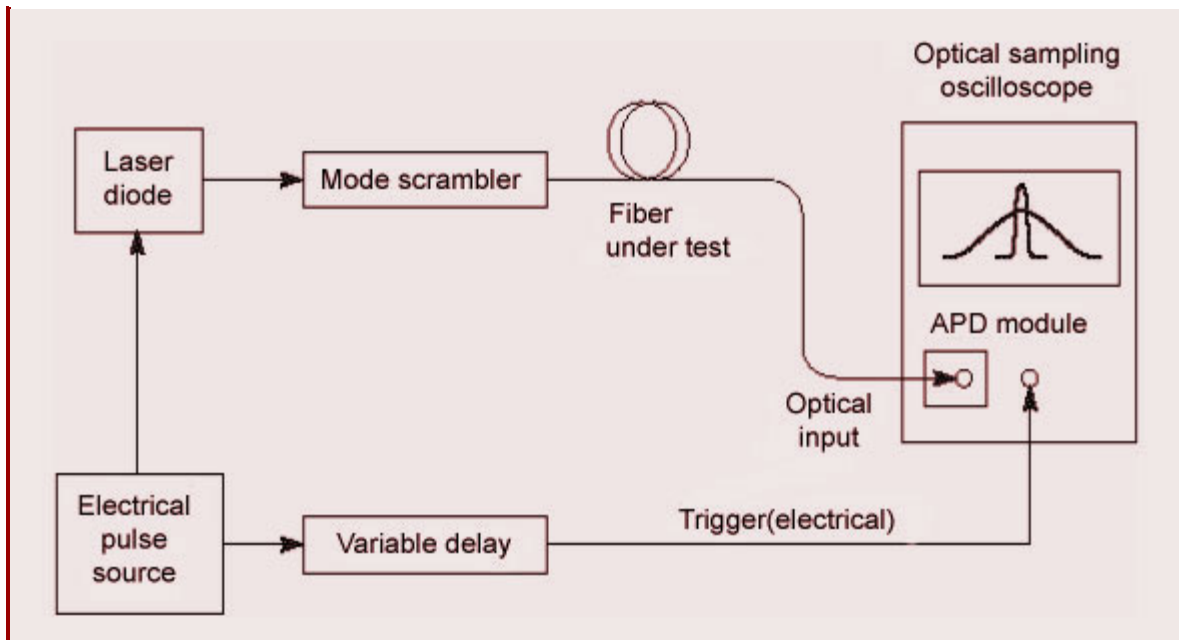 Optical sampling
oscilloscope
Laser
diode
Mode scrambler
Fiber
under test
APD module
Optical
input
Electrical
pulse
source
Variable delay
Trigger(electrical)